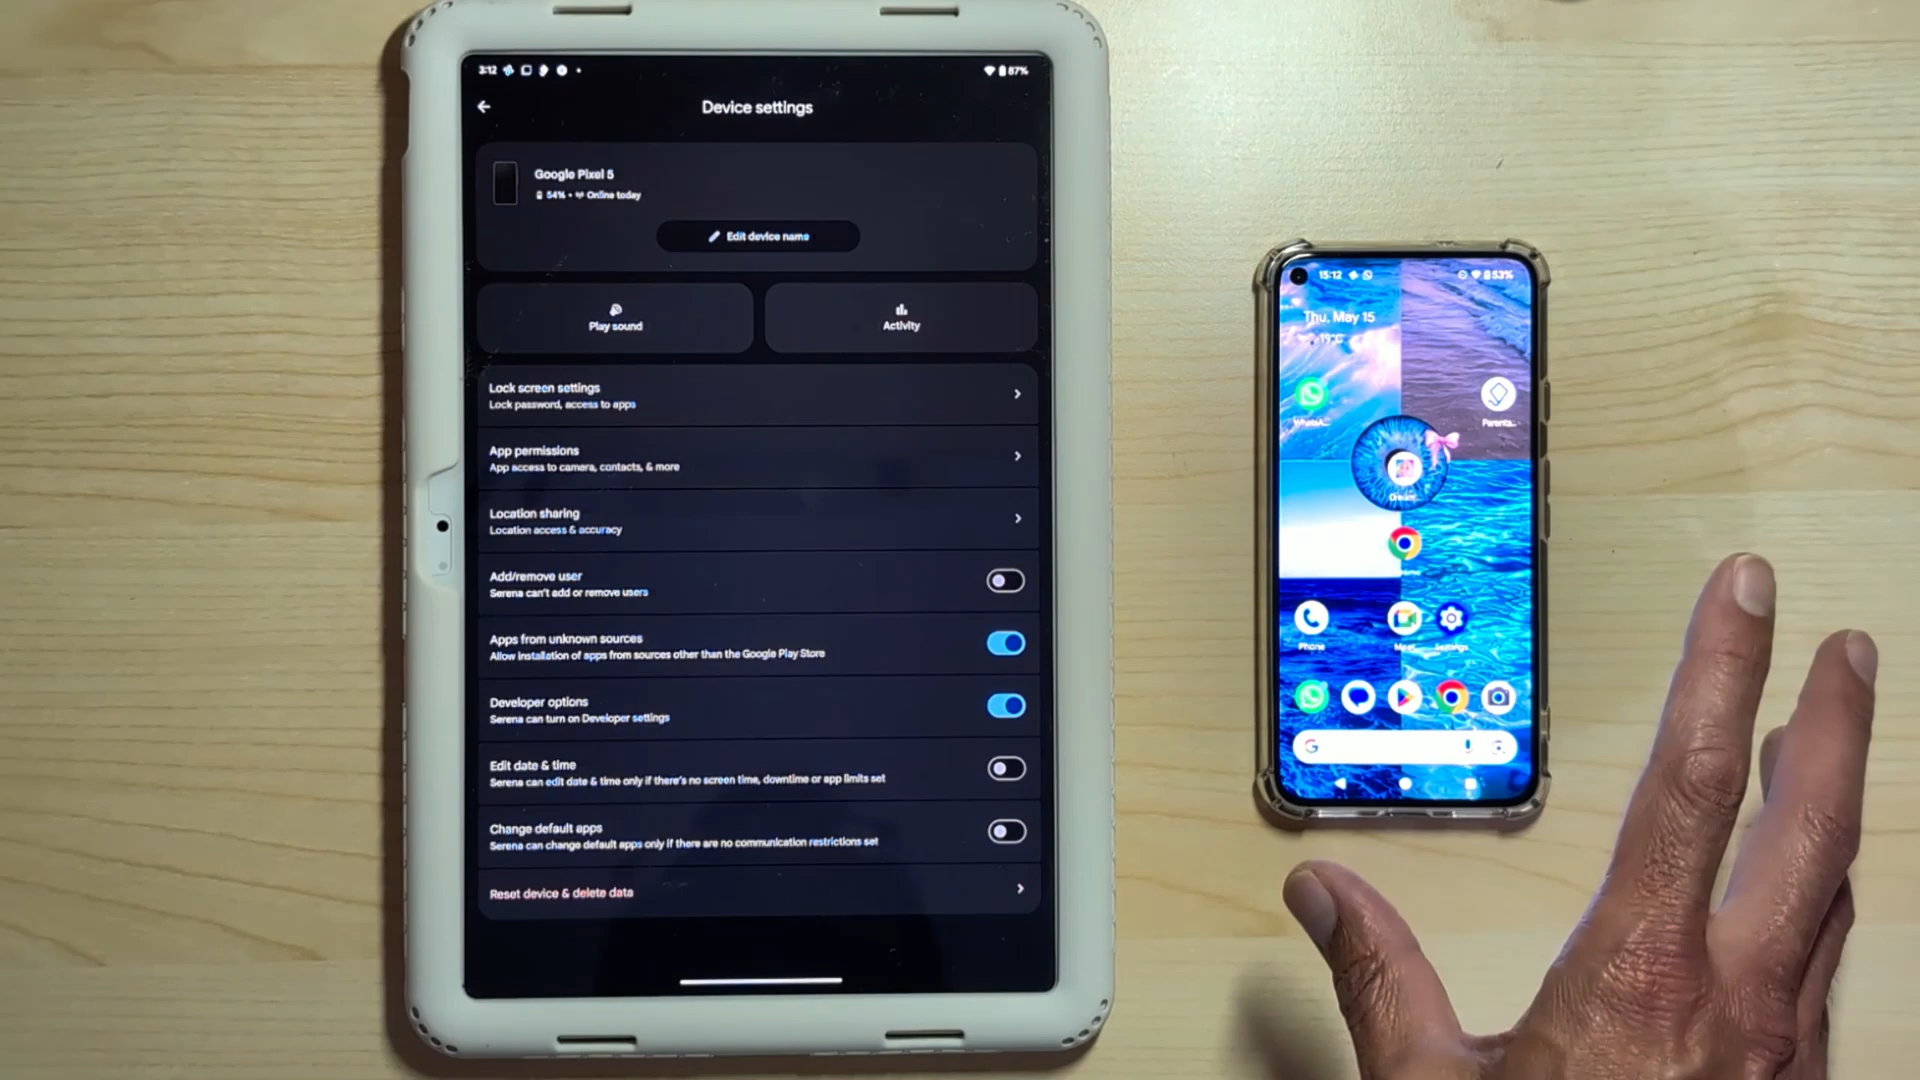 3:12
87%
Device settings
Google Pixel 5
54% • Online today
Edit device name
Play sound
Activity
Lock screen settings
Lock password, access to apps
App permissions
App access to camera, contacts, & more
Location sharing
Location access & accuracy
Add/remove user
Serena can't add or remove users
Apps from unknown sources
Allow installation of apps from sources other than the Google Play Store
Developer options
Serena can turn on Developer settings
Edit date & time
Serena can edit date & time only if there's no screen time, downtime or app limits set
Change default apps
Serena can change default apps only if there are no communication restrictions set
Reset device & delete data
15:12
53%
Thu, May 15
19°C
WhatsA...
Parenta...
Phone
Meet
Settings